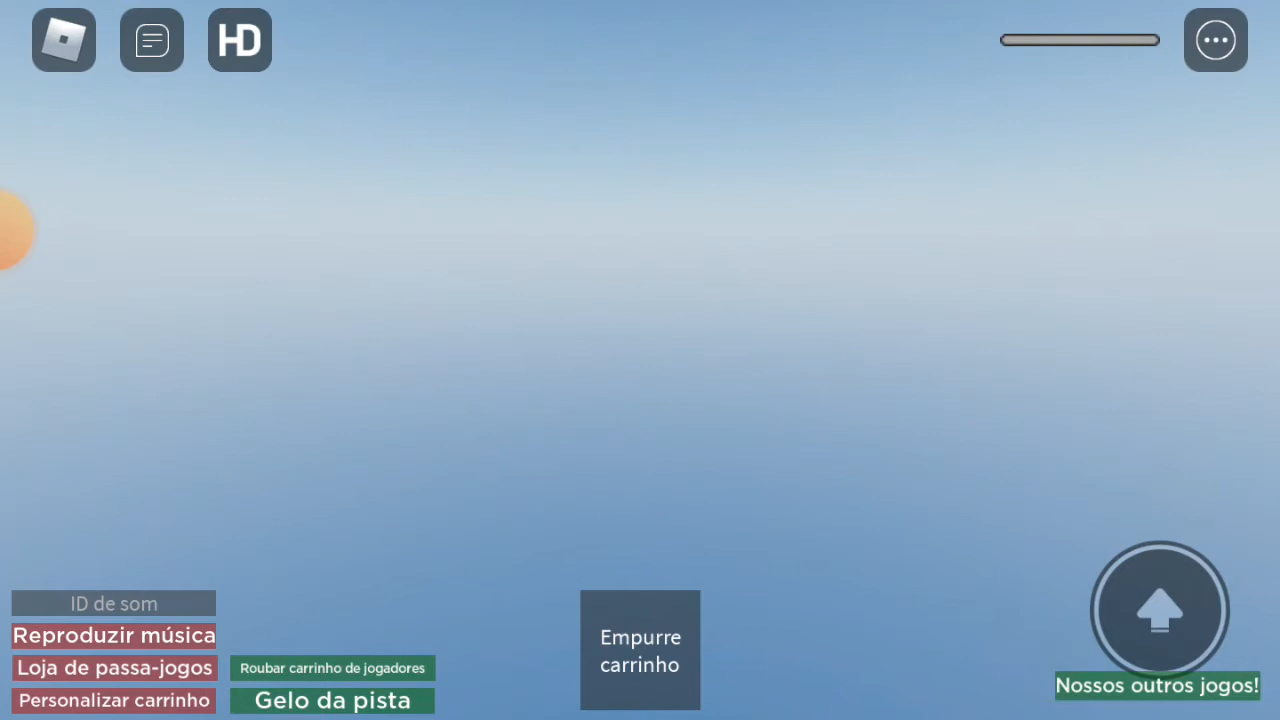 HD
ID de som
Reproduzir música
Loja de passa-jogos
Roubar carrinho de jogadores
Personalizar carrinho
Gelo da pista
Empurre
carrinho
Nossos outros jogos!